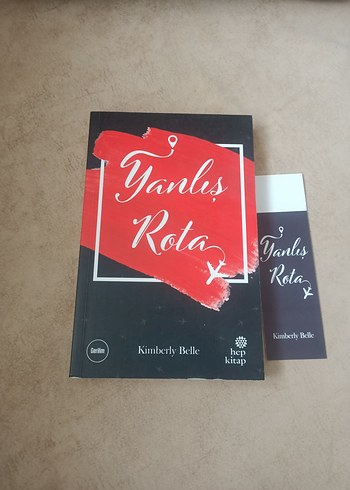 Yanlış
Rota
Gerilim
Kimberly Belle
hep
kitap
Yanlış
Rota
Kimberly Belle